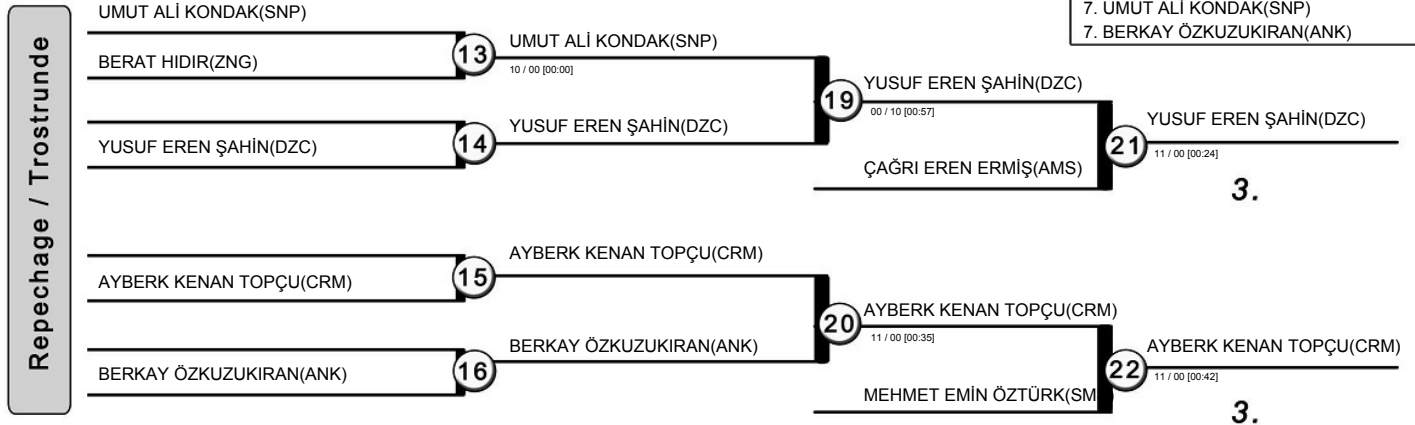 7. UMUT ALİ KONDAK(SNP)
7. BERKAY ÖZKUZUKIRAN(ANK)
Repechage / Trostrunde
UMUT ALİ KONDAK(SNP)
BERAT HIDIR(ZNG)
13
UMUT ALİ KONDAK(SNP)
10 / 00 [00:00]
YUSUF EREN ŞAHİN(DZC)
14
YUSUF EREN ŞAHİN(DZC)
19
YUSUF EREN ŞAHİN(DZC)
00 / 10 [00:57]
ÇAĞRI EREN ERMİŞ(AMS)
21
YUSUF EREN ŞAHİN(DZC)
11 / 00 [00:24]
3.
AYBERK KENAN TOPÇU(CRM)
15
AYBERK KENAN TOPÇU(CRM)
BERKAY ÖZKUZUKIRAN(ANK)
16
BERKAY ÖZKUZUKIRAN(ANK)
20
AYBERK KENAN TOPÇU(CRM)
11 / 00 [00:35]
MEHMET EMİN ÖZTÜRK(SM
22
AYBERK KENAN TOPÇU(CRM)
11 / 00 [00:42]
3.